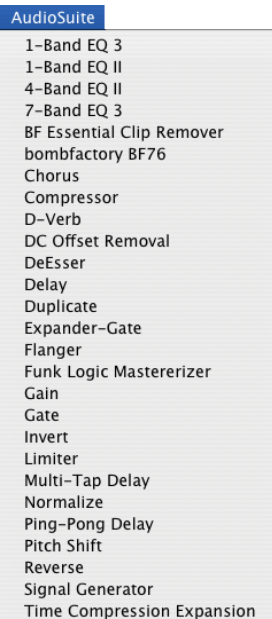 AudioSuite
1-Band EQ 3
1-Band EQ II
4-Band EQ II
7-Band EQ 3
BF Essential Clip Remover
bombfactory BF76
Chorus
Compressor
D-Verb
DC Offset Removal
DeEsser
Delay
Duplicate
Expander-Gate
Flanger
Funk Logic Mastererizer
Gain
Gate
Invert
Limiter
Multi-Tap Delay
Normalize
Ping-Pong Delay
Pitch Shift
Reverse
Signal Generator
Time Compression Expansion